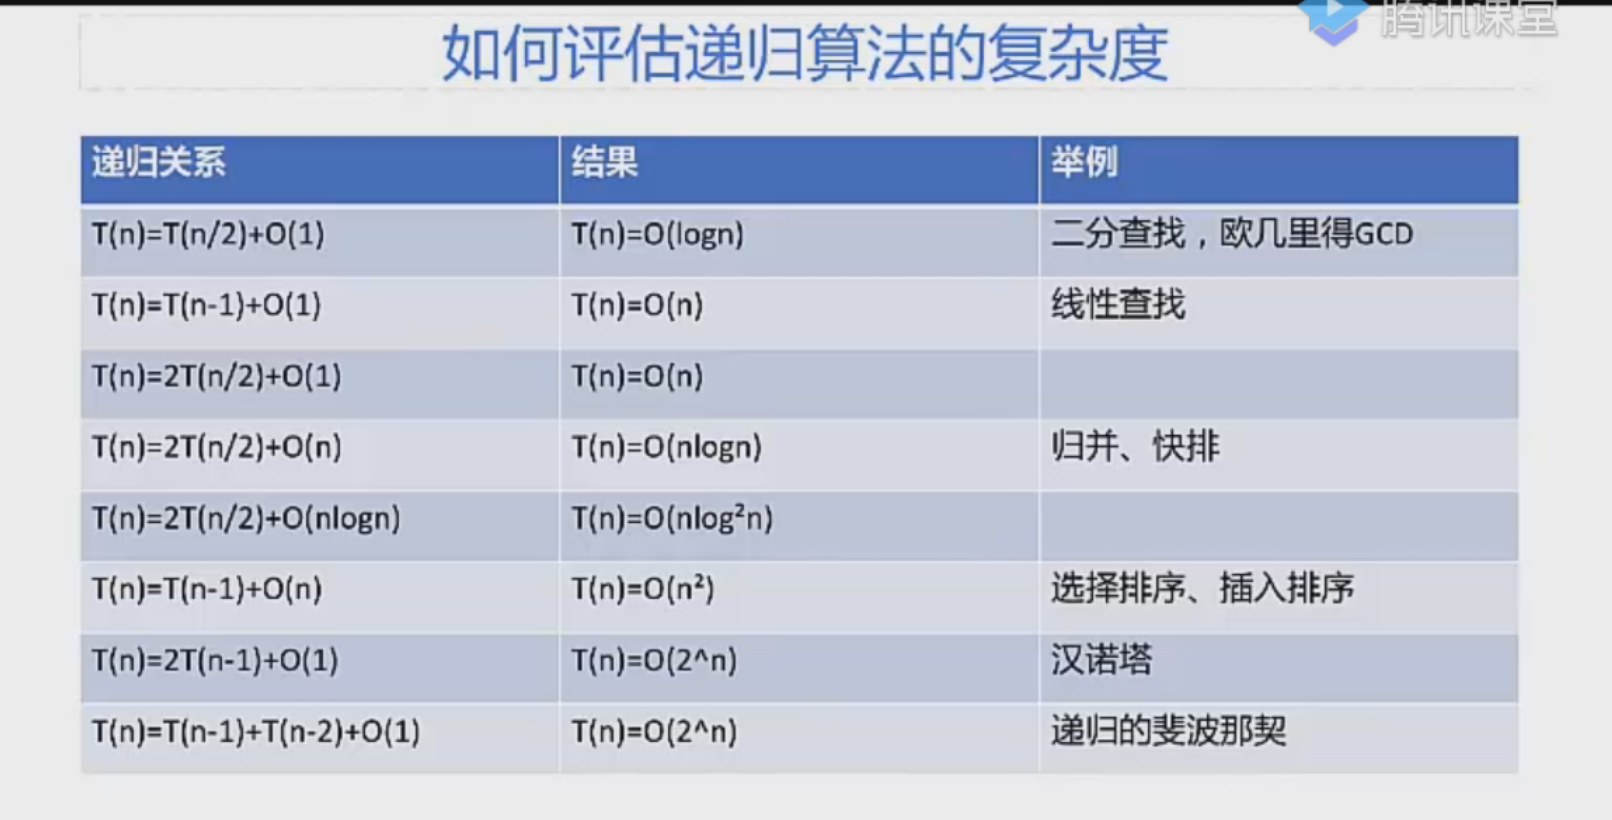 腾讯课堂
如何评估递归算法的复杂度
递归关系 结果 举例
T(n)=T(n/2)+O(1) T(n)=O(logn) 二分查找，欧几里得GCD
T(n)=T(n-1)+O(1) T(n)=O(n) 线性查找
T(n)=2T(n/2)+O(1) T(n)=O(n)
T(n)=2T(n/2)+O(n) T(n)=O(nlogn) 归并、快排
T(n)=2T(n/2)+O(nlogn) T(n)=O(nlog²n)
T(n)=T(n-1)+O(n) T(n)=O(n²) 选择排序、插入排序
T(n)=2T(n-1)+O(1) T(n)=O(2^n) 汉诺塔
T(n)=T(n-1)+T(n-2)+O(1) T(n)=O(2^n) 递归的斐波那契